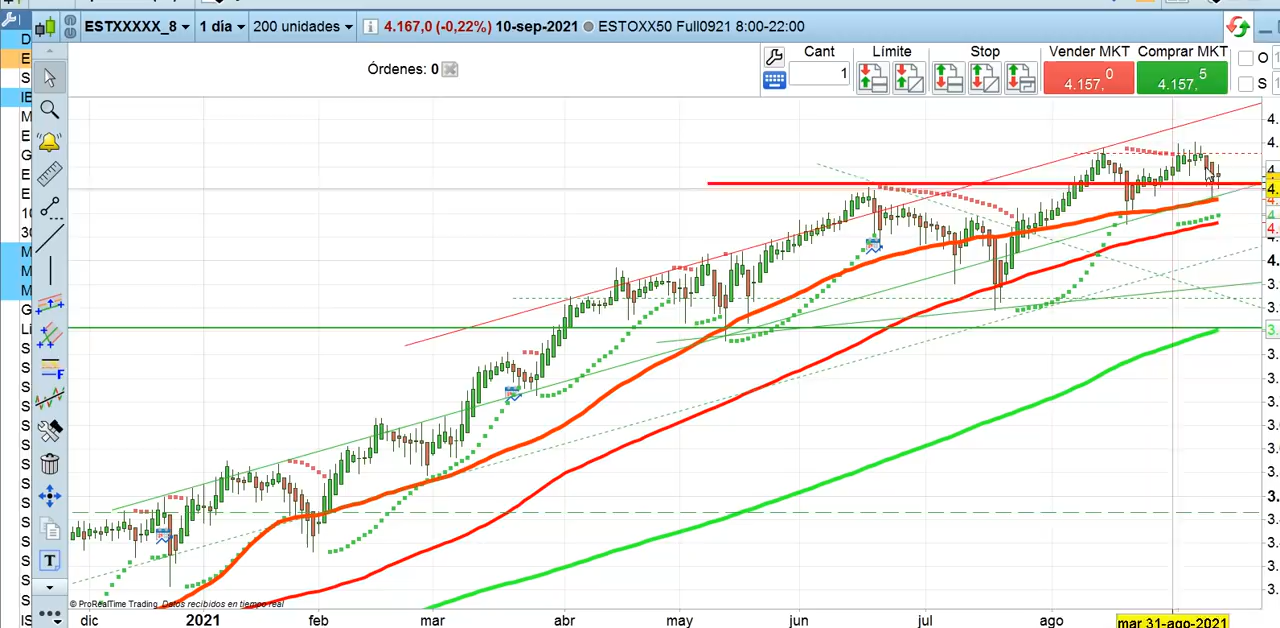 ESTXXXXX_8 1 día 200 unidades 4.167,0 (-0,22%) 10-sep-2021 ESTOXX50 Full0921 8:00-22:00
Órdenes: 0
Cant Límite Stop Vender MKT Comprar MKT
1
4.157,0 4.157,5
O
S
F
T
© ProRealTime Trading Datos recibidos en tiempo real
dic 2021 feb mar abr may jun jul ago mar 31-ago-2021